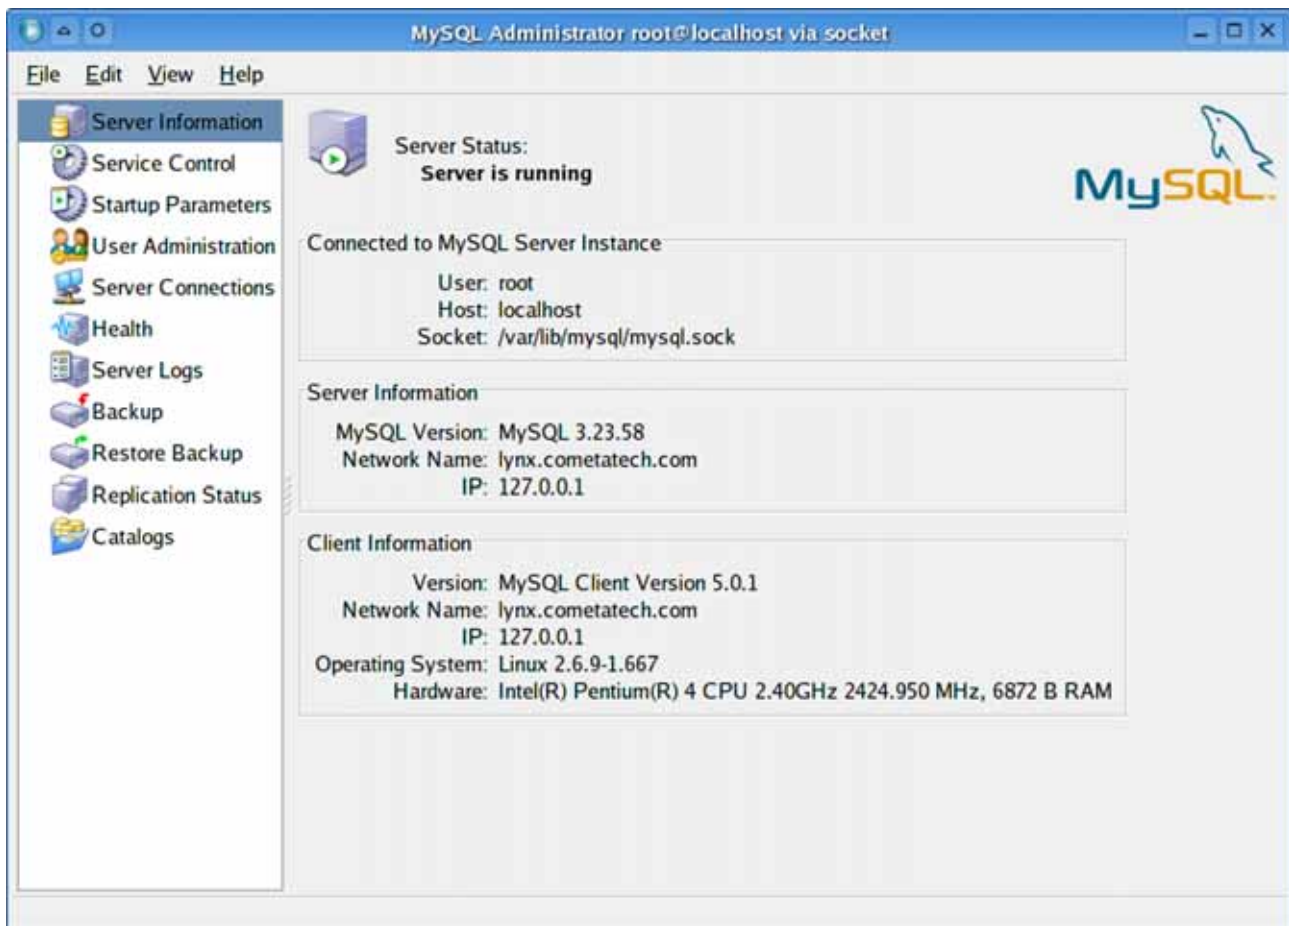 MySQL Administrator root@localhost via socket
File Edit View Help
Server Information
Service Control
Startup Parameters
User Administration
Server Connections
Health
Server Logs
Backup
Restore Backup
Replication Status
Catalogs
Server Status:
Server is running
MySQL.
Connected to MySQL Server Instance
User: root
Host: localhost
Socket: /var/lib/mysql/mysql.sock
Server Information
MySQL Version: MySQL 3.23.58
Network Name: lynx.cometatech.com
IP: 127.0.0.1
Client Information
Version: MySQL Client Version 5.0.1
Network Name: lynx.cometatech.com
IP: 127.0.0.1
Operating System: Linux 2.6.9-1.667
Hardware: Intel(R) Pentium(R) 4 CPU 2.40GHz 2424.950 MHz, 6872 B RAM